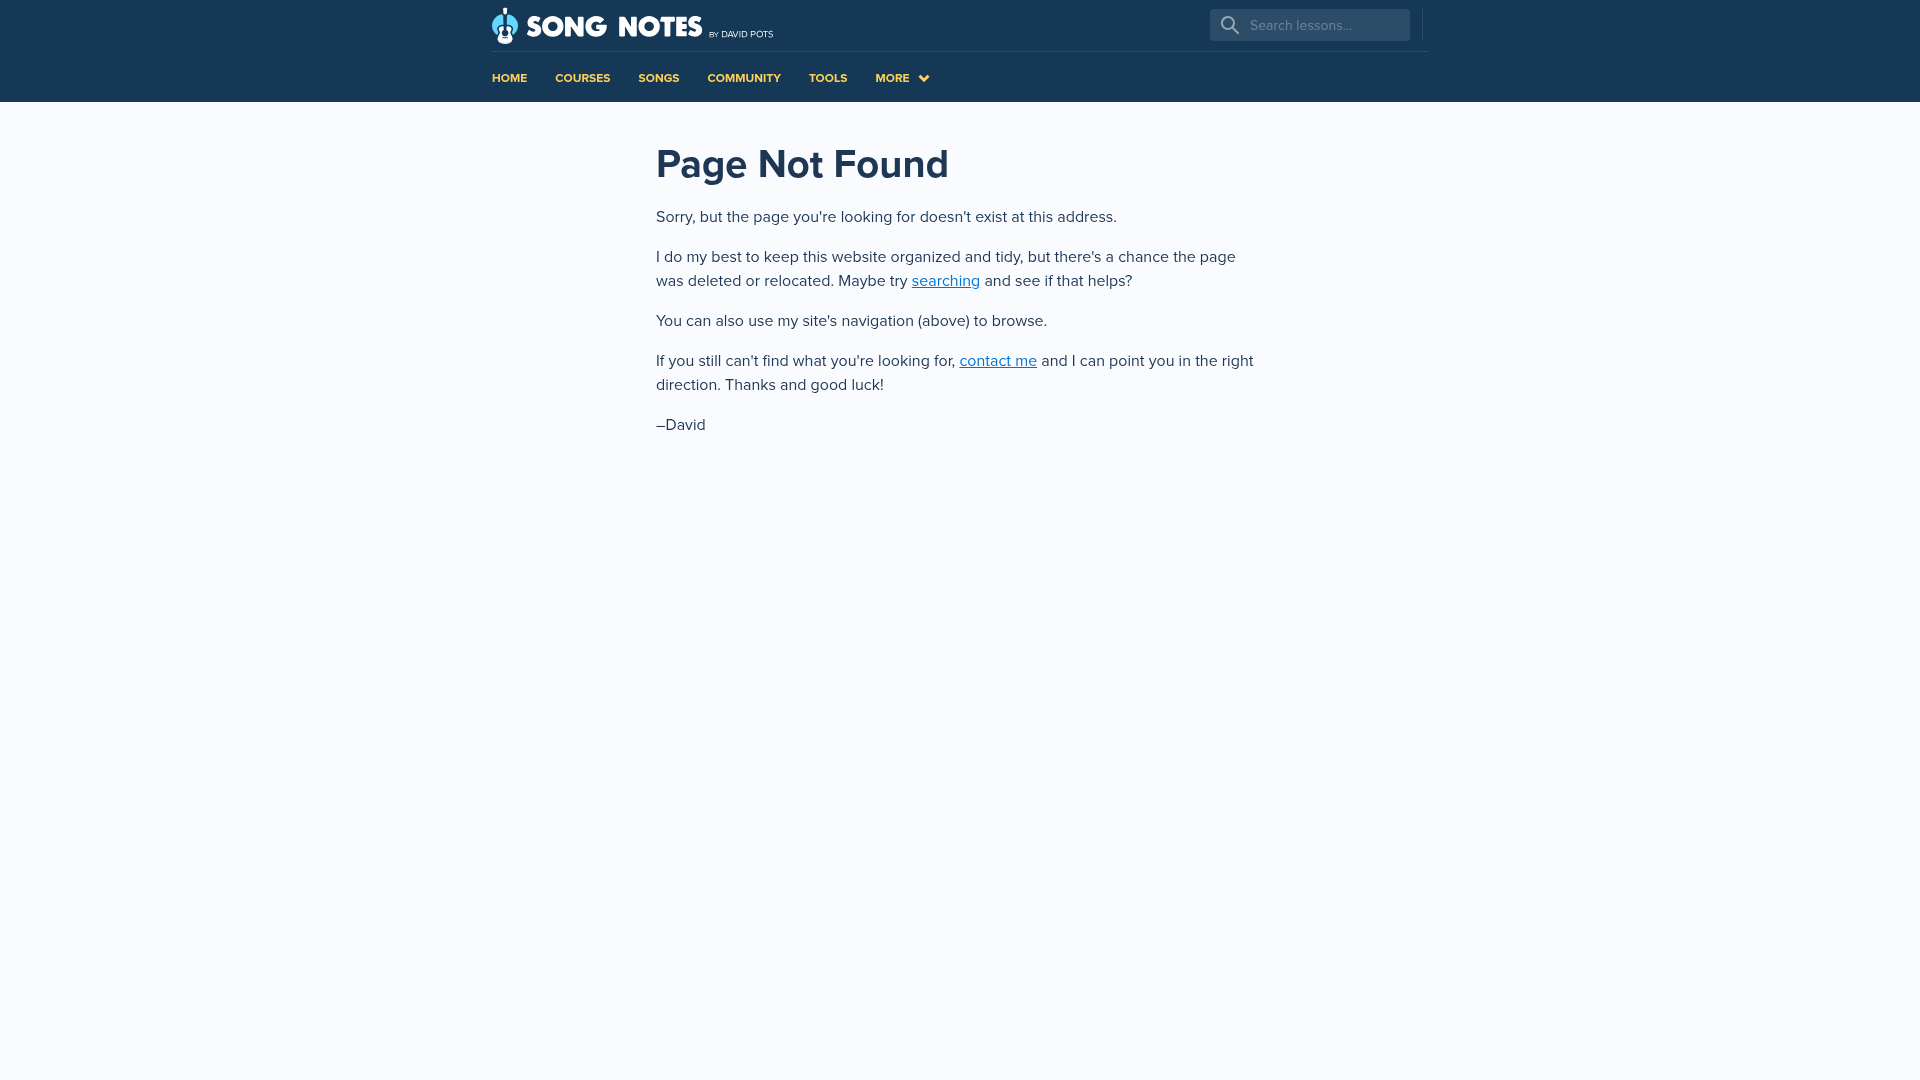 SONG NOTES BY DAVID POTS
Search lessons...
HOME COURSES SONGS COMMUNITY TOOLS MORE
Page Not Found
Sorry, but the page you're looking for doesn't exist at this address.
I do my best to keep this website organized and tidy, but there's a chance the page
was deleted or relocated. Maybe try searching and see if that helps?
You can also use my site's navigation (above) to browse.
If you still can't find what you're looking for, contact me and I can point you in the right
direction. Thanks and good luck!
–David